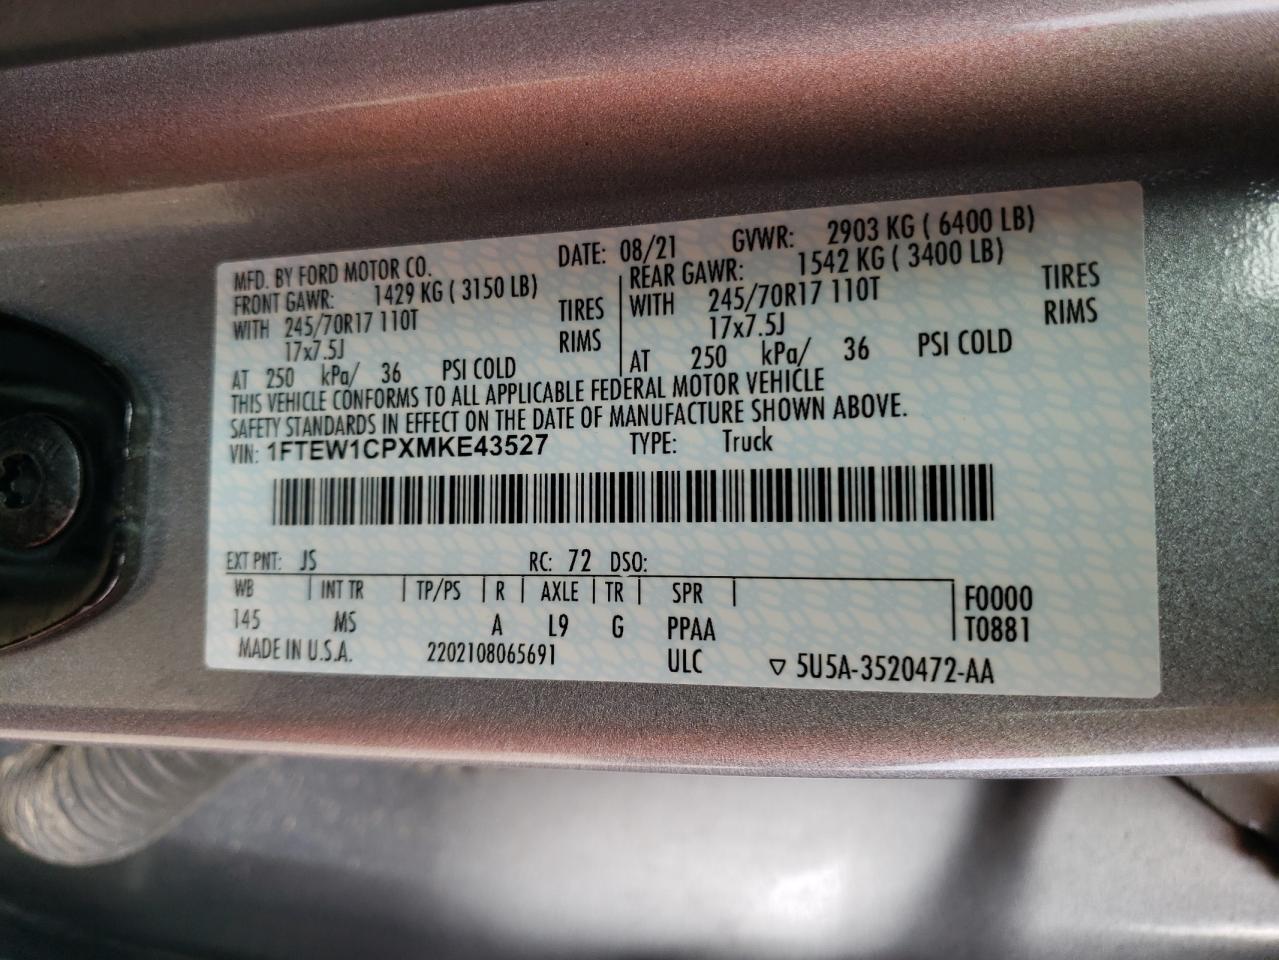 MFD. BY FORD MOTOR CO. DATE: 08/21 GVWR: 2903 KG ( 6400 LB)
FRONT GAWR: 1429 KG ( 3150 LB)
WITH 245/70R17 110T TIRES
17x7.5J RIMS
AT 250 kPa/ 36 PSI COLD
REAR GAWR: 1542 KG ( 3400 LB)
WITH 245/70R17 110T TIRES
17x7.5J RIMS
AT 250 kPa/ 36 PSI COLD
THIS VEHICLE CONFORMS TO ALL APPLICABLE FEDERAL MOTOR VEHICLE
SAFETY STANDARDS IN EFFECT ON THE DATE OF MANUFACTURE SHOWN ABOVE.
VIN: 1FTEW1CPXMKE43527 TYPE: Truck
EXT PNT: JS RC: 72 DSO:
WB INT TR TP/PS R AXLE TR SPR F0000
145 MS A L9 G PPAA T0881
MADE IN U.S.A. 2202108065691 ULC ▽ 5U5A-3520472-AA